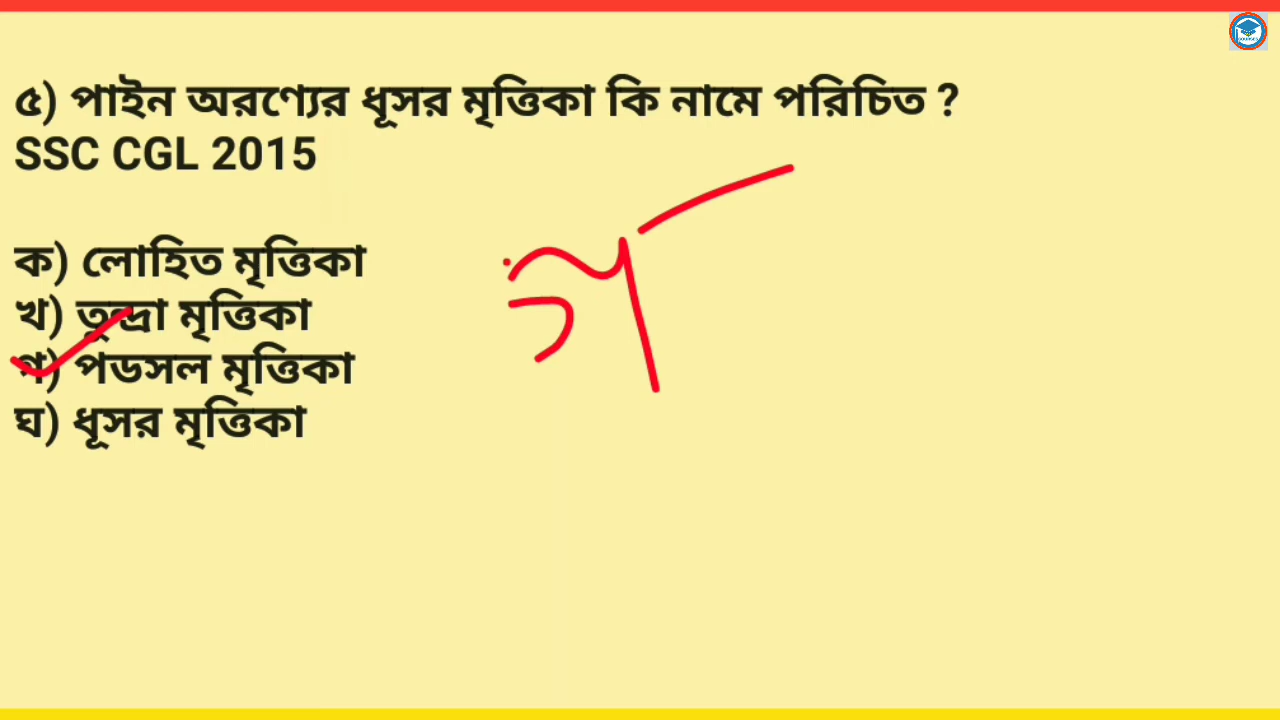 ৫) পাইন অরণ্যের ধূসর মৃত্তিকা কি নামে পরিচিত ?
SSC CGL 2015
ক) লোহিত মৃত্তিকা
খ) তুন্দ্রা মৃত্তিকা
গ) পডসল মৃত্তিকা
ঘ) ধূসর মৃত্তিকা